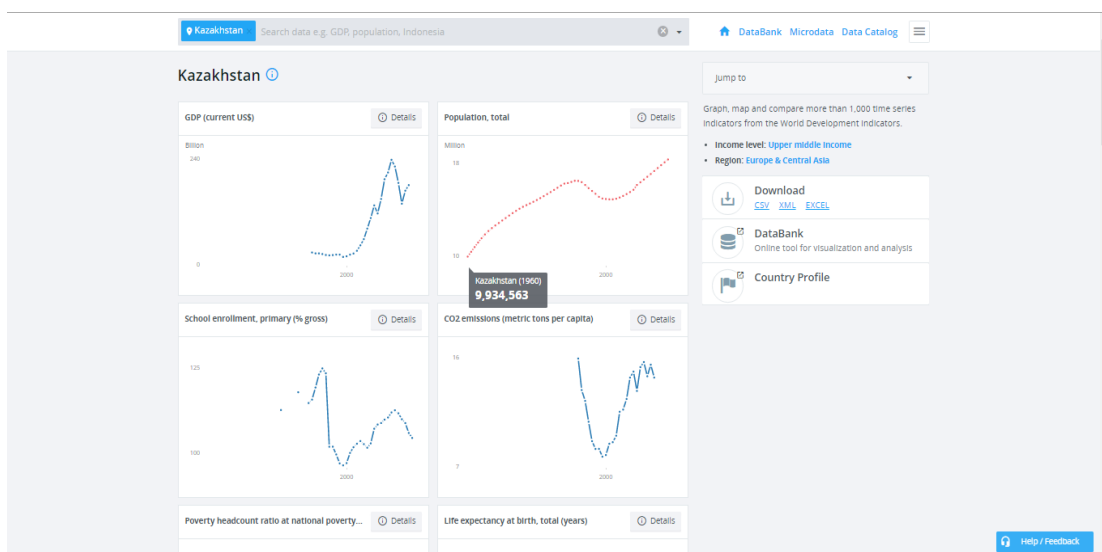 Kazakhstan ×
Search data e.g. GDP, population, Indonesia
DataBank Microdata Data Catalog
Kazakhstan
Jump to
Graph, map and compare more than 1,000 time series
indicators from the World Development Indicators.
• Income level: Upper middle income
• Region: Europe & Central Asia
Download
CSV XML EXCEL
DataBank
Online tool for visualization and analysis
Country Profile
GDP (current US$)
Details
Billion
240
0
2000
Population, total
Details
Million
18
10
2000
Kazakhstan (1960)
9,934,563
School enrollment, primary (% gross)
Details
125
100
2000
CO2 emissions (metric tons per capita)
Details
16
7
2000
Poverty headcount ratio at national poverty...
Details
Life expectancy at birth, total (years)
Details
Help / Feedback